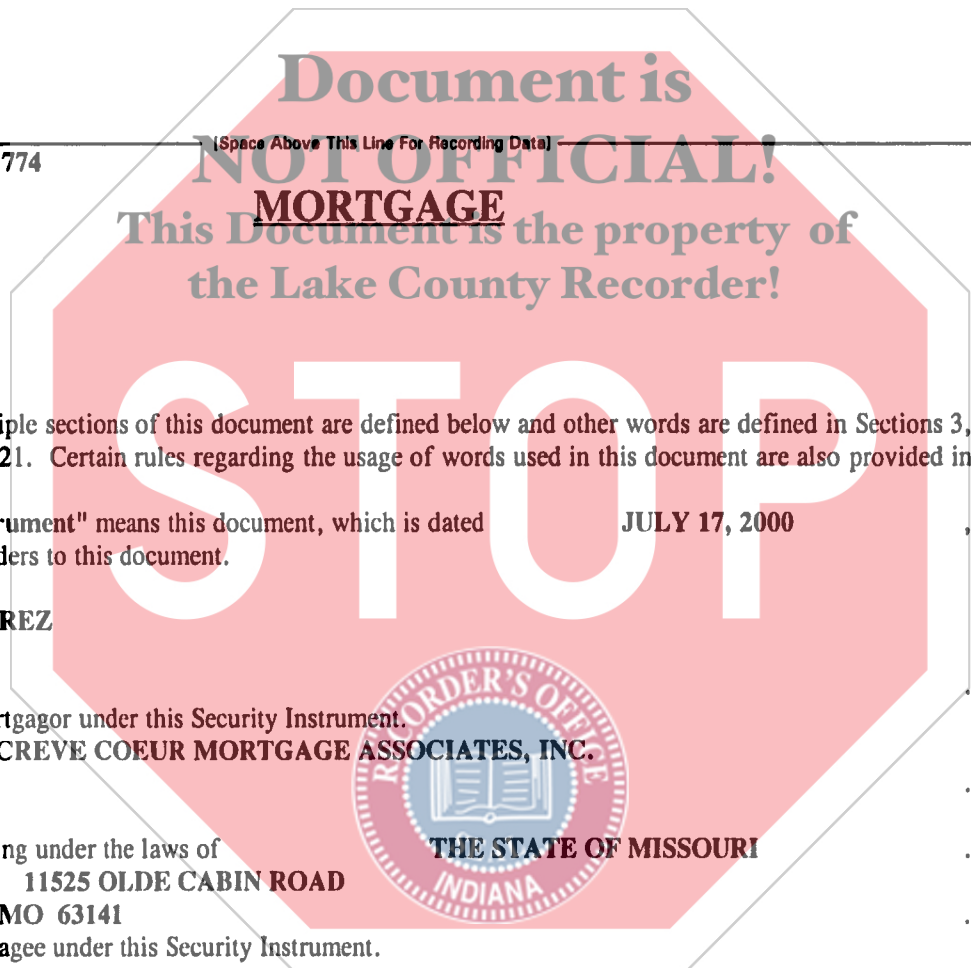 Document is
[Space Above This Line For Recording Data]
774
NOT OFFICIAL!
MORTGAGE
This Document is the property of
the Lake County Recorder!
STOP
iple sections of this document are defined below and other words are defined in Sections 3,
21. Certain rules regarding the usage of words used in this document are also provided in
rument" means this document, which is dated JULY 17, 2000 ,
ders to this document.
REZ
.
rtgagor under this Security Instrument.
CREVE COEUR MORTGAGE ASSOCIATES, INC.
.
ng under the laws of THE STATE OF MISSOURI .
11525 OLDE CABIN ROAD
MO 63141 .
agee under this Security Instrument.
RECORDER'S OFFICE
INDIANA